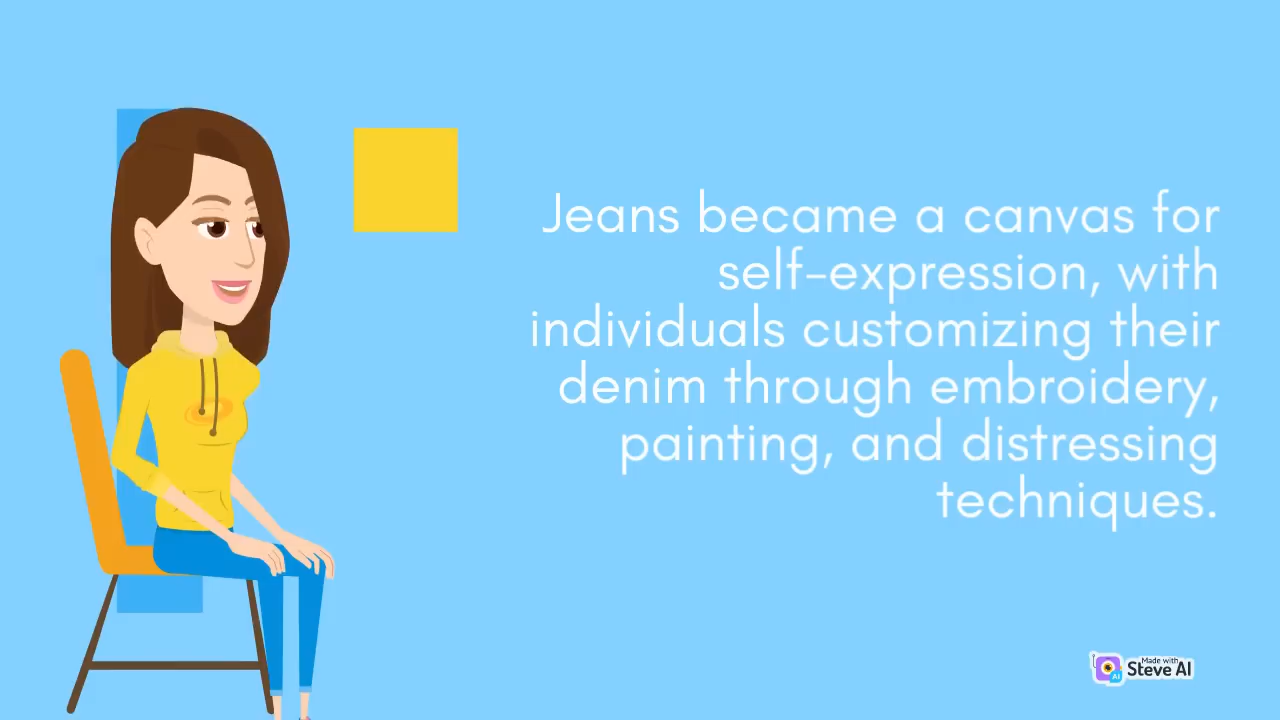 Jeans became a canvas for
self-expression, with
individuals customizing their
denim through embroidery,
painting, and distressing
techniques.
Made with
Steve AI
AI